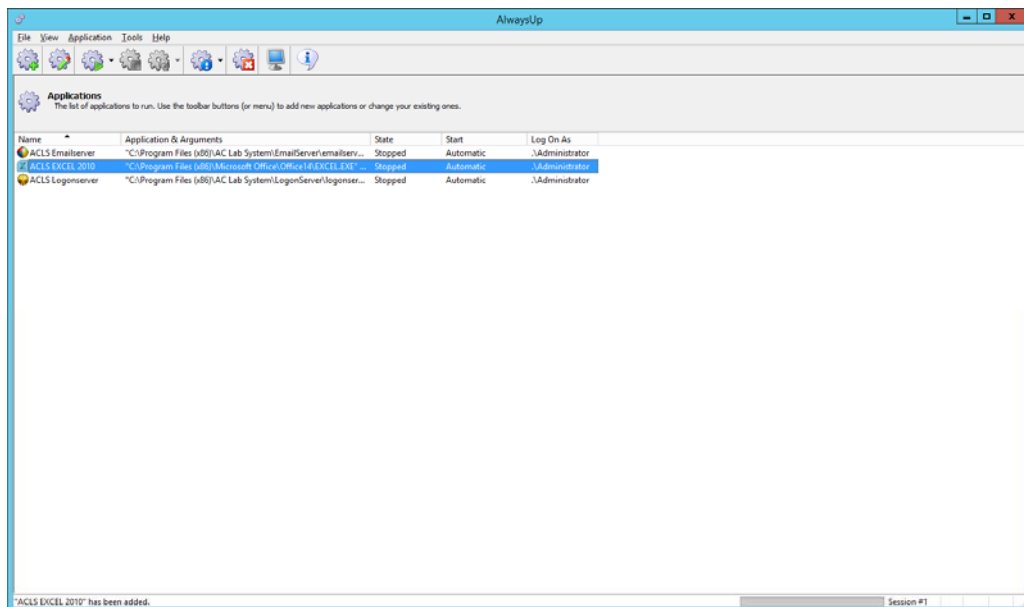 AlwaysUp
File View Application Tools Help
Applications
The list of applications to run. Use the toolbar buttons (or menu) to add new applications or change your existing ones.
Name Application & Arguments State Start Log On As
ACLS Emailserver "C:\Program Files (x86)\AC Lab System\EmailServer\emailserv... Stopped Automatic .\Administrator
ACLS EXCEL 2010 "C:\Program Files (x86)\Microsoft Office\Office14\EXCEL.EXE" ... Stopped Automatic .\Administrator
ACLS Logonserver "C:\Program Files (x86)\AC Lab System\LogonServer\logonser... Stopped Automatic .\Administrator
"ACLS EXCEL 2010" has been added. Session #1